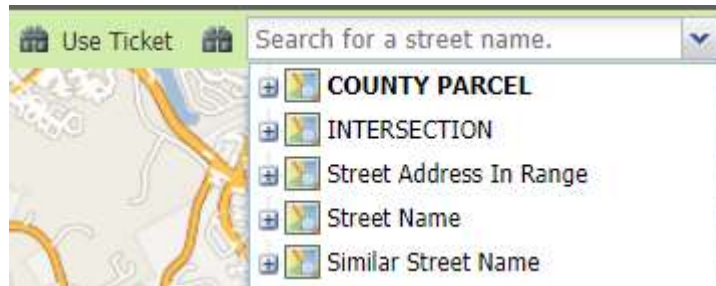 Use Ticket Search for a street name.
COUNTY PARCEL
INTERSECTION
Street Address In Range
Street Name
Similar Street Name